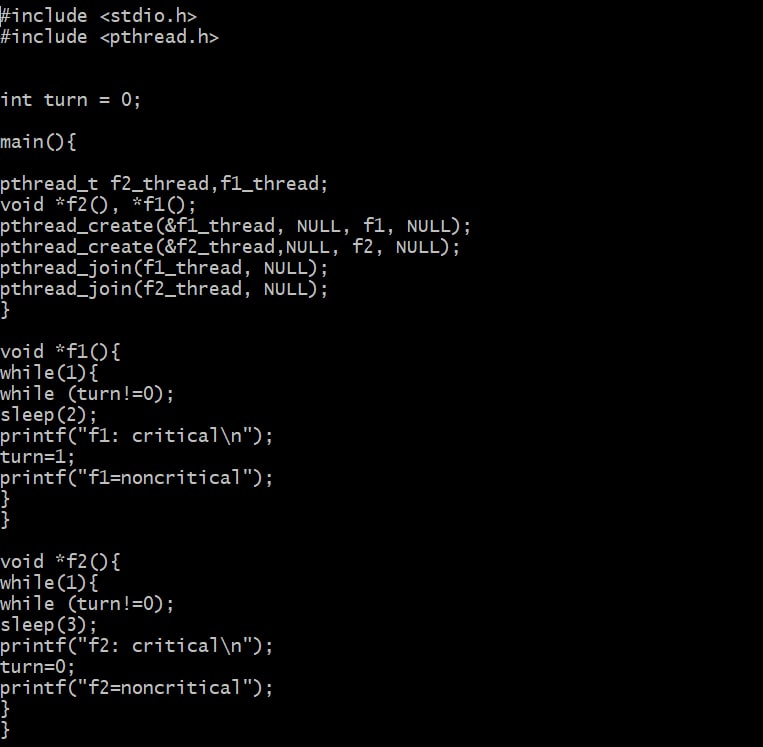 #include <stdio.h>
#include <pthread.h>
int turn = 0;
main(){
pthread_t f2_thread,f1_thread;
void *f2(), *f1();
pthread_create(&f1_thread, NULL, f1, NULL);
pthread_create(&f2_thread,NULL, f2, NULL);
pthread_join(f1_thread, NULL);
pthread_join(f2_thread, NULL);
}
void *f1(){
while(1){
while (turn!=0);
sleep(2);
printf("f1: critical\n");
turn=1;
printf("f1=noncritical");
}
}
void *f2(){
while(1){
while (turn!=0);
sleep(3);
printf("f2: critical\n");
turn=0;
printf("f2=noncritical");
}
}